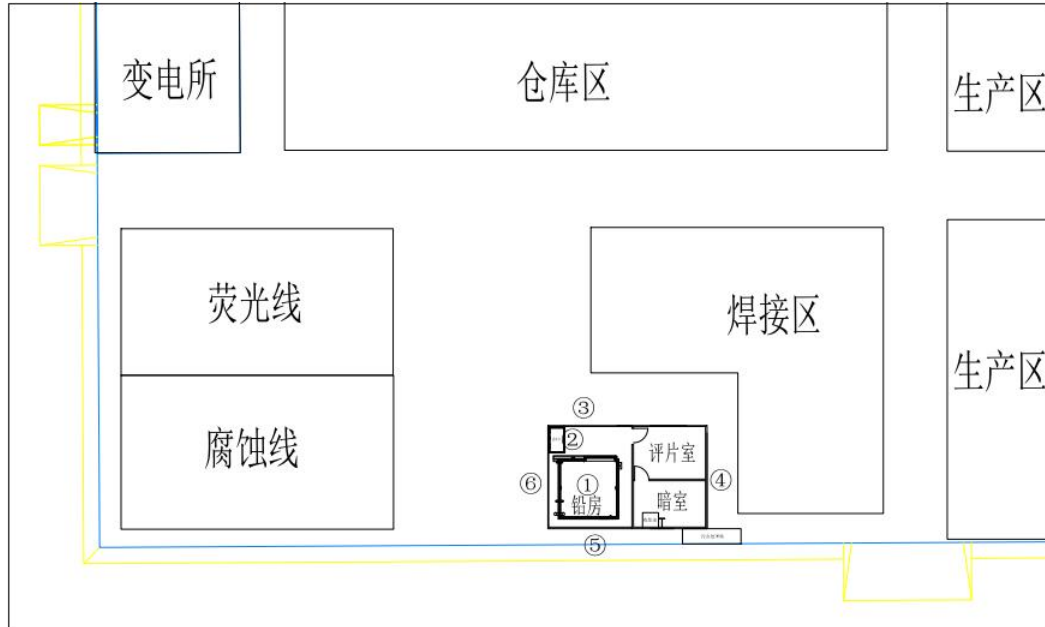 变电所
仓库区
生产区
荧光线
焊接区
生产区
腐蚀线
③
②
评片室
⑥
①
④
铅房
暗室
⑤